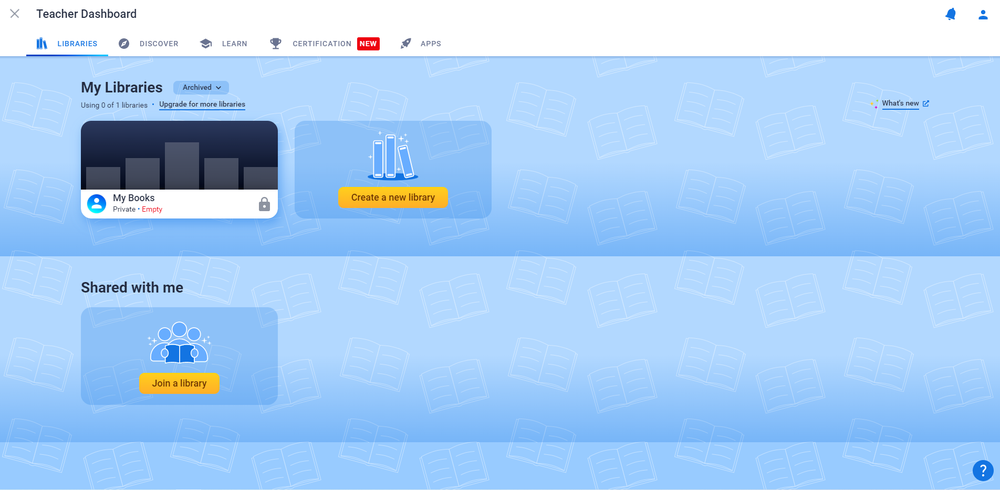 Teacher Dashboard
LIBRARIES
DISCOVER
LEARN
CERTIFICATION NEW
APPS
My Libraries
Archived
Using 0 of 1 libraries • Upgrade for more libraries
What's new
My Books
Private • Empty
Create a new library
Shared with me
Join a library
?